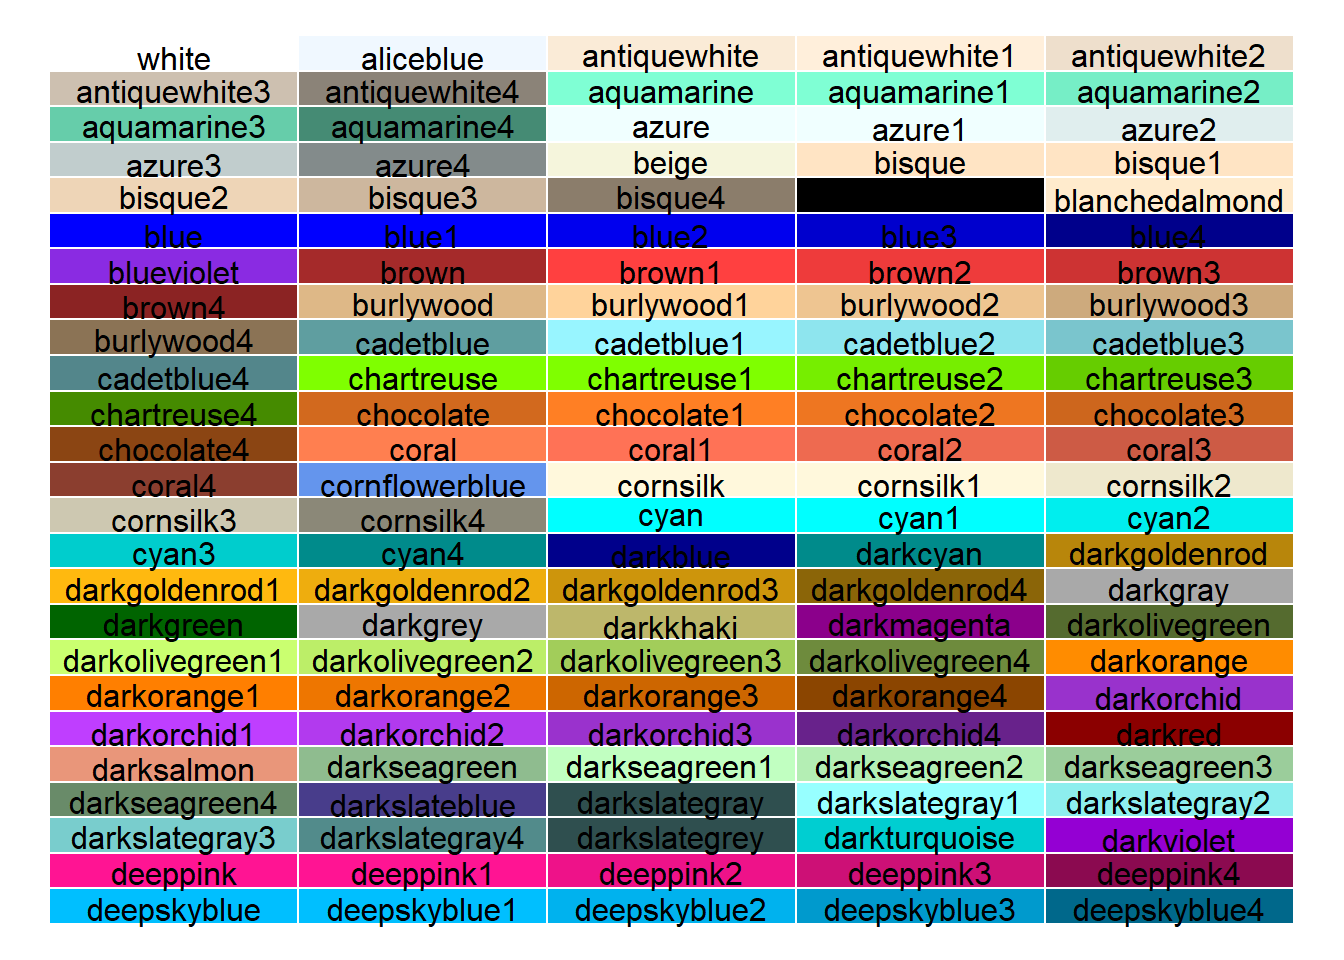 white aliceblue antiquewhite antiquewhite1 antiquewhite2
antiquewhite3 antiquewhite4 aquamarine aquamarine1 aquamarine2
aquamarine3 aquamarine4 azure azure1 azure2
azure3 azure4 beige bisque bisque1
bisque2 bisque3 bisque4 blanchedalmond
blue blue1 blue2 blue3 blue4
blueviolet brown brown1 brown2 brown3
brown4 burlywood burlywood1 burlywood2 burlywood3
burlywood4 cadetblue cadetblue1 cadetblue2 cadetblue3
cadetblue4 chartreuse chartreuse1 chartreuse2 chartreuse3
chartreuse4 chocolate chocolate1 chocolate2 chocolate3
chocolate4 coral coral1 coral2 coral3
coral4 cornflowerblue cornsilk cornsilk1 cornsilk2
cornsilk3 cornsilk4 cyan cyan1 cyan2
cyan3 cyan4 darkblue darkcyan darkgoldenrod
darkgoldenrod1 darkgoldenrod2 darkgoldenrod3 darkgoldenrod4 darkgray
darkgreen darkgrey darkkhaki darkmagenta darkolivegreen
darkolivegreen1 darkolivegreen2 darkolivegreen3 darkolivegreen4 darkorange
darkorange1 darkorange2 darkorange3 darkorange4 darkorchid
darkorchid1 darkorchid2 darkorchid3 darkorchid4 darkred
darksalmon darkseagreen darkseagreen1 darkseagreen2 darkseagreen3
darkseagreen4 darkslateblue darkslategray darkslategray1 darkslategray2
darkslategray3 darkslategray4 darkslategrey darkturquoise darkviolet
deeppink deeppink1 deeppink2 deeppink3 deeppink4
deepskyblue deepskyblue1 deepskyblue2 deepskyblue3 deepskyblue4